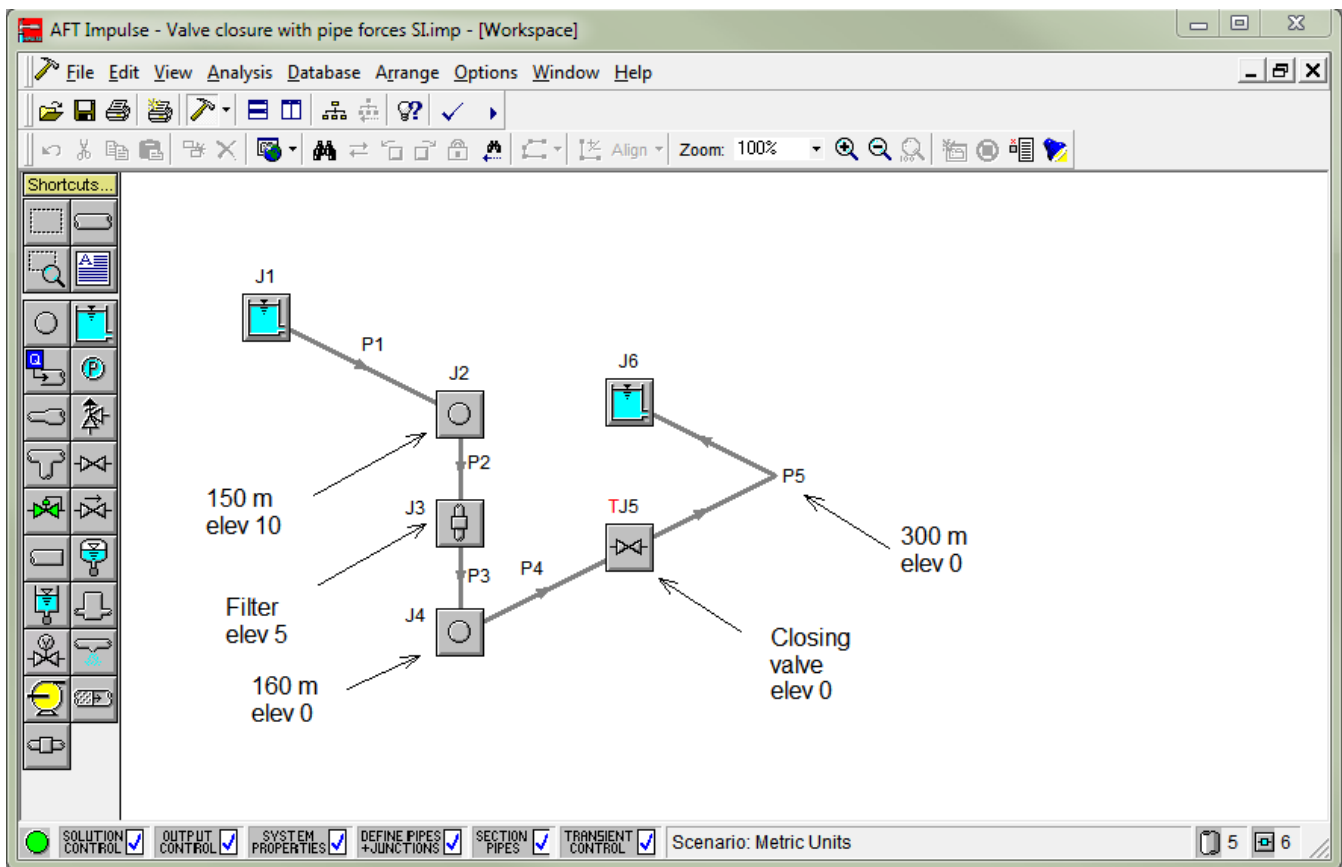 AFT Impulse - Valve closure with pipe forces SI.imp - [Workspace]
File Edit View Analysis Database Arrange Options Window Help
Align Zoom: 100%
Shortcuts...
J1
P1
J2
J6
P2
P5
150 m
elev 10
J3
TJ5
300 m
elev 0
P3
P4
Filter
elev 5
J4
Closing
valve
elev 0
160 m
elev 0
SOLUTION CONTROL
OUTPUT CONTROL
SYSTEM PROPERTIES
DEFINE PIPES +JUNCTIONS
SECTION PIPES
TRANSIENT CONTROL
Scenario: Metric Units
5
6